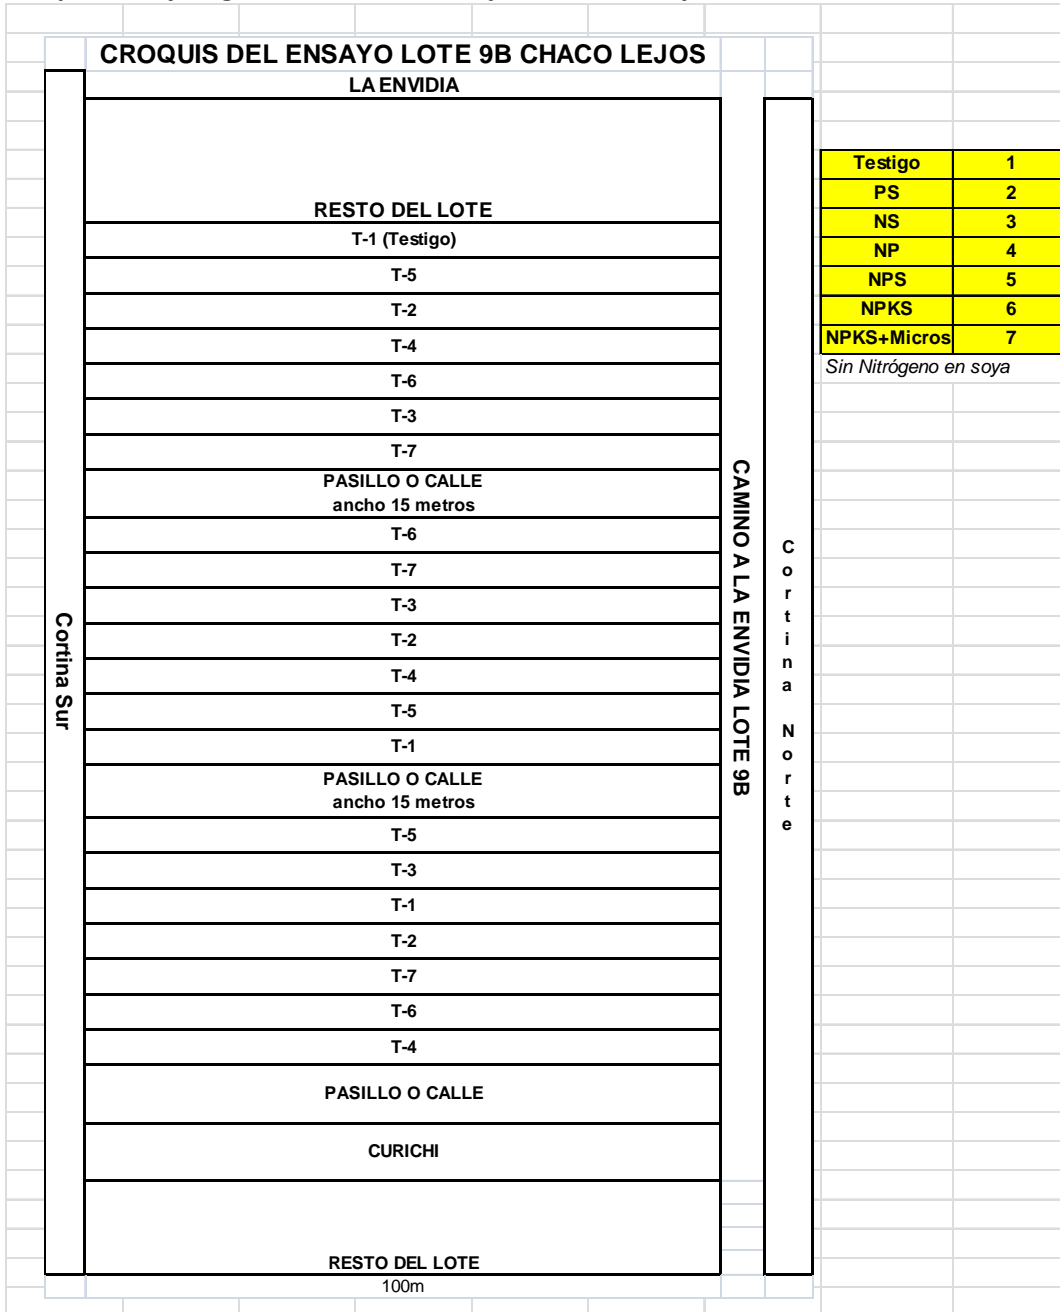 CROQUIS DEL ENSAYO LOTE 9B CHACO LEJOS
LA ENVIDIA
RESTO DEL LOTE
T-1 (Testigo)
T-5
T-2
T-4
T-6
T-3
T-7
PASILLO O CALLE
ancho 15 metros
T-6
T-7
T-3
T-2
T-4
T-5
T-1
PASILLO O CALLE
ancho 15 metros
T-5
T-3
T-1
T-2
T-7
T-6
T-4
PASILLO O CALLE
CURICHI
RESTO DEL LOTE
100m
Cortina Sur
CAMINO A LA ENVIDIA LOTE 9B
Cortina Norte
Testigo 1
PS 2
NS 3
NP 4
NPS 5
NPKS 6
NPKS+Micros 7
Sin Nitrógeno en soya